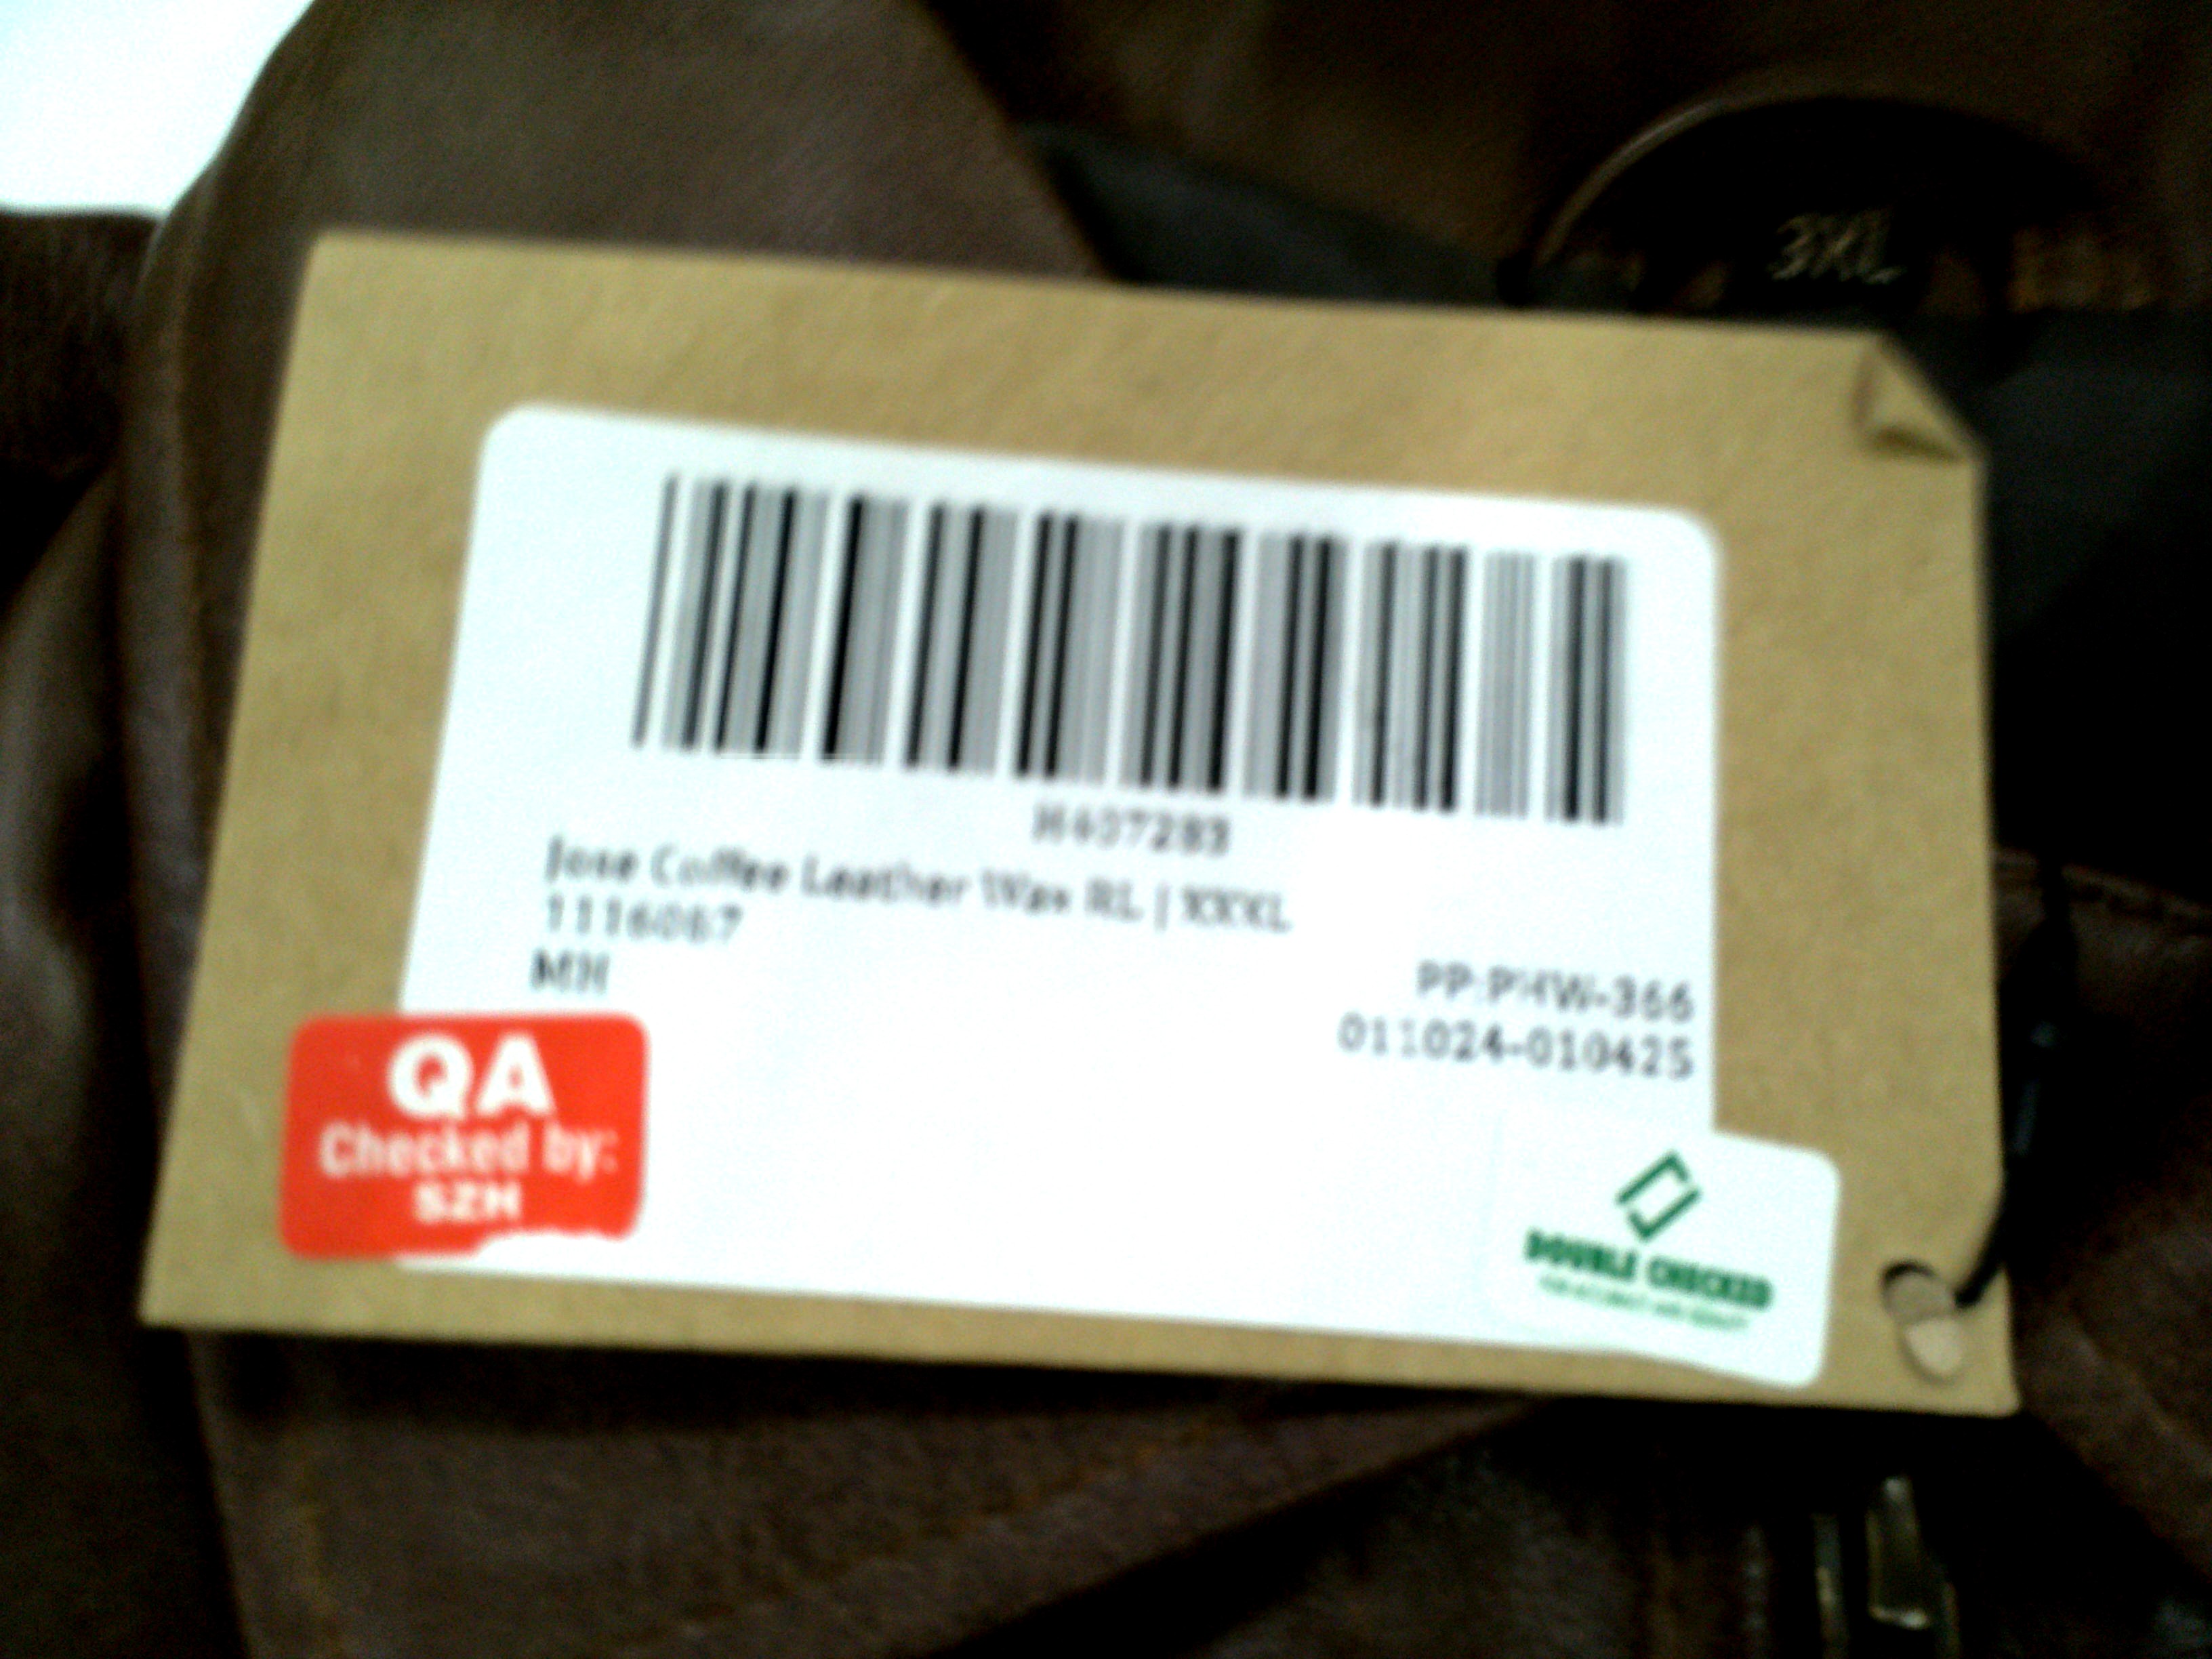 3XL
H407289
Jose Coffee Leather Wax RL | XXXL
1116067
MH
PP:PHW-366
011024-010425
QA
Checked by:
SZH
DOUBLE CHECKED